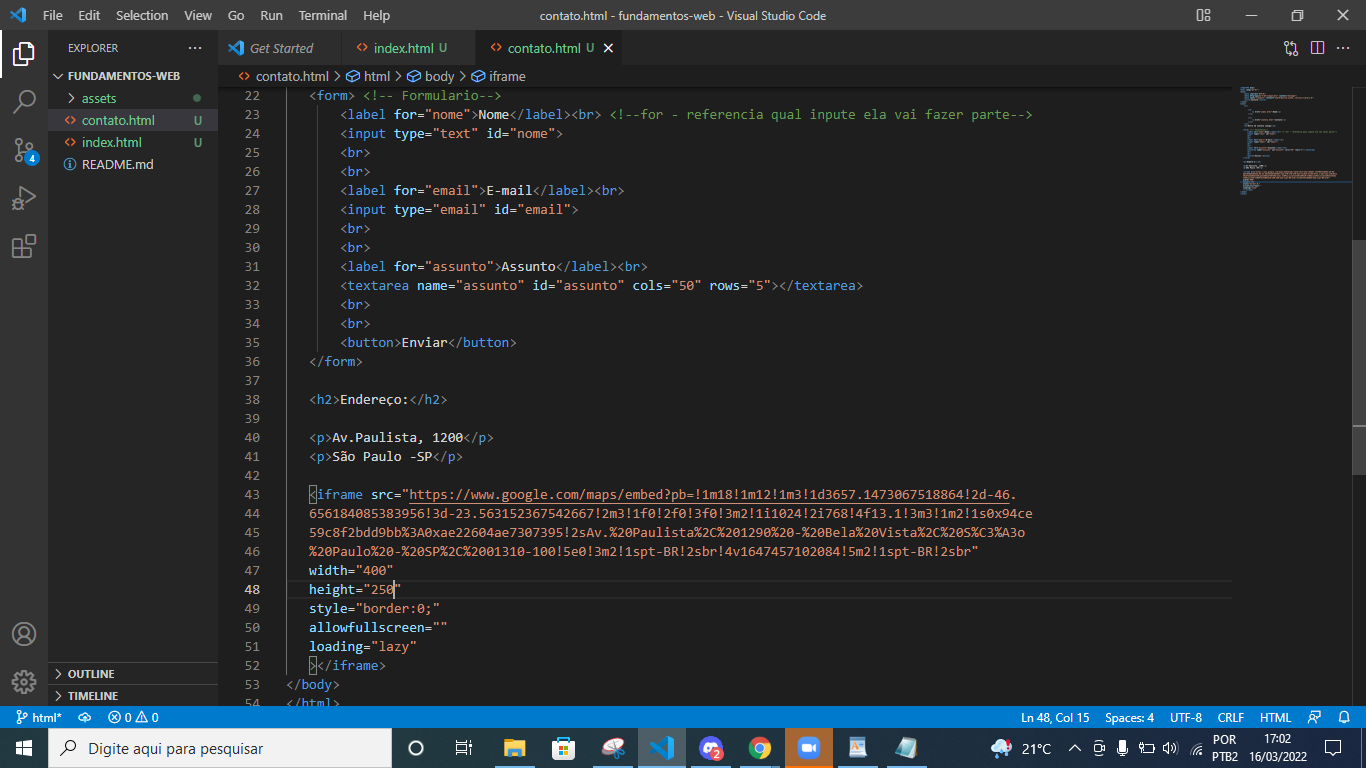 File Edit Selection View Go Run Terminal Help contato.html - fundamentos-web - Visual Studio Code
EXPLORER
Get Started
index.html U
contato.html U
FUNDAMENTOS-WEB
contato.html > html > body > iframe
assets
contato.html U
index.html U
README.md
4
22 <form> <!-- Formulario-->
23 <label for="nome">Nome</label><br> <!--for - referencia qual inpute ela vai fazer parte-->
24 <input type="text" id="nome">
25 <br>
26 <br>
27 <label for="email">E-mail</label><br>
28 <input type="email" id="email">
29 <br>
30 <br>
31 <label for="assunto">Assunto</label><br>
32 <textarea name="assunto" id="assunto" cols="50" rows="5"></textarea>
33 <br>
34 <br>
35 <button>Enviar</button>
36 </form>
37
38 <h2>Endereço:</h2>
39
40 <p>Av.Paulista, 1200</p>
41 <p>São Paulo -SP</p>
42
43 <iframe src="https://www.google.com/maps/embed?pb=!1m18!1m12!1m3!1d3657.1473067518864!2d-46.
44 656184085383956!3d-23.563152367542667!2m3!1f0!2f0!3f0!3m2!1i1024!2i768!4f13.1!3m3!1m2!1s0x94ce
45 59c8f2bdd9bb%3A0xae22604ae7307395!2sAv.%20Paulista%2C%201290%20-%20Bela%20Vista%2C%20S%C3%A3o
46 %20Paulo%20-%20SP%2C%2001310-100!5e0!3m2!1spt-BR!2sbr!4v1647457102084!5m2!1spt-BR!2sbr"
47 width="400"
48 height="250"
49 style="border:0;"
50 allowfullscreen=""
51 loading="lazy"
52 ></iframe>
53 </body>
54 </html>
OUTLINE
TIMELINE
html* 0 0 Ln 48, Col 15 Spaces: 4 UTF-8 CRLF HTML
Digite aqui para pesquisar
2
21°C
POR
PTB2
17:02
16/03/2022